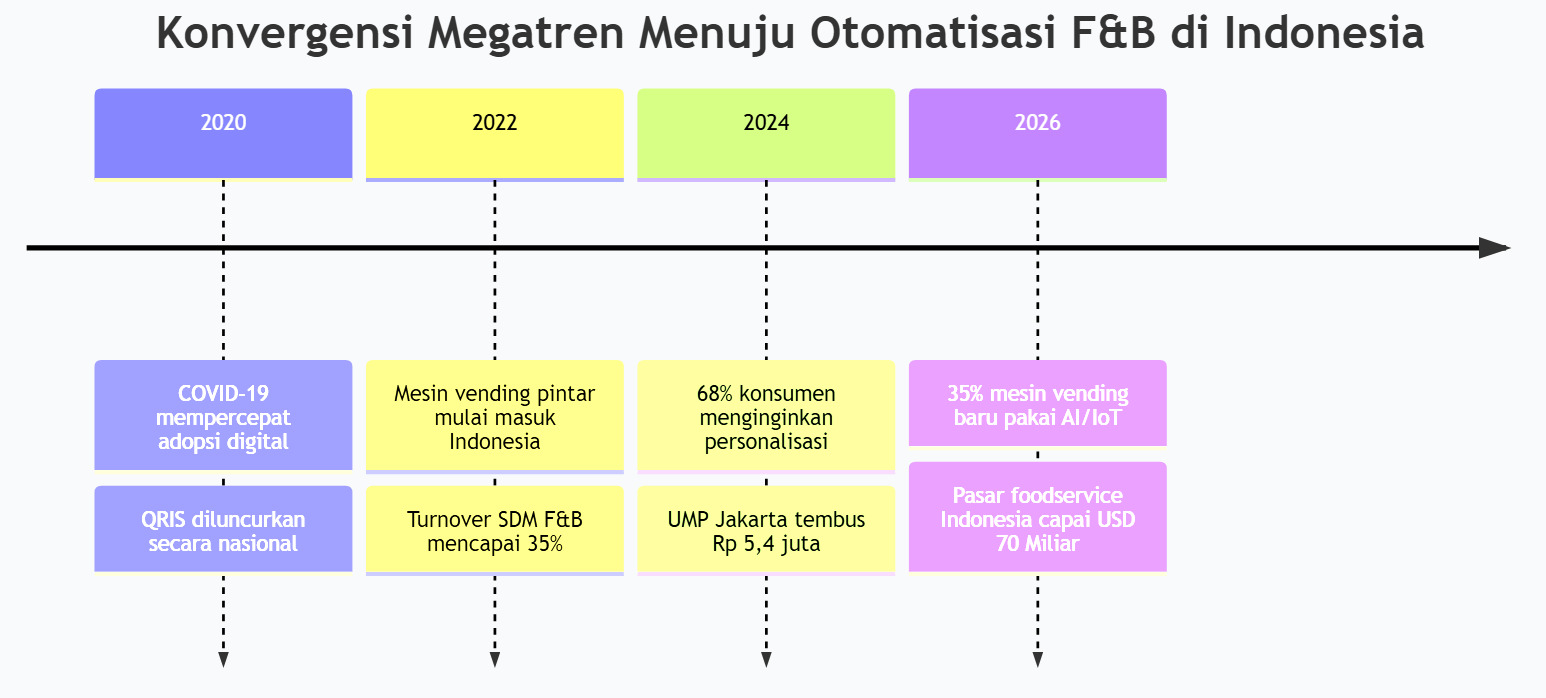 Konvergensi Megatren Menuju Otomatisasi F&B di Indonesia
2020
2022
2024
2026
COVID-19
mempercepat
adopsi digital
QRIS diluncurkan
secara nasional
Mesin vending pintar
mulai masuk
Indonesia
Turnover SDM F&B
mencapai 35%
68% konsumen
menginginkan
personalisasi
UMP Jakarta tembus
Rp 5,4 juta
35% mesin vending
baru pakai AI/IoT
Pasar foodservice
Indonesia capai USD
70 Miliar